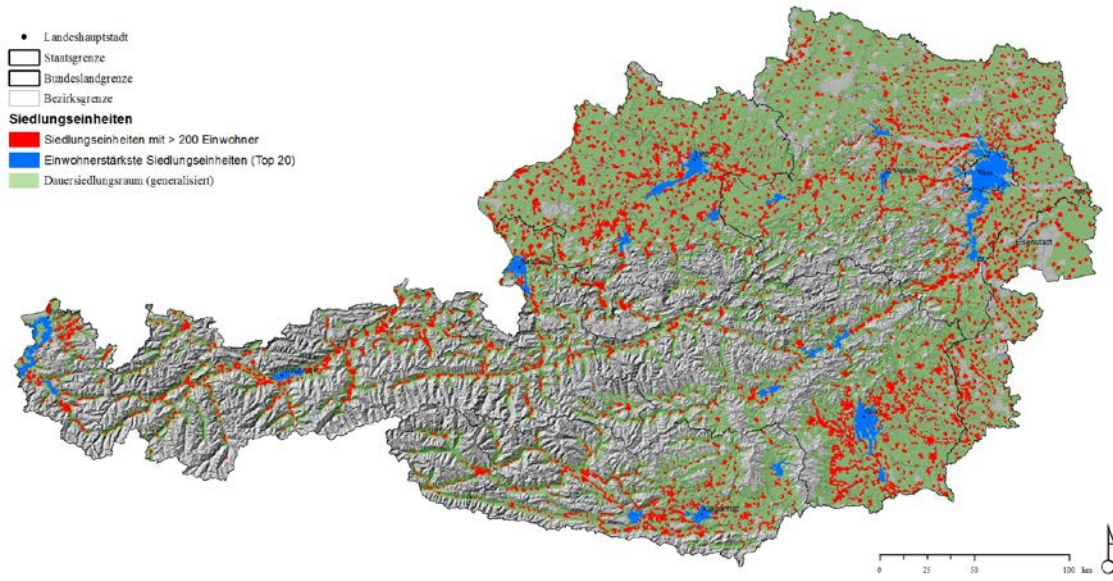 Landeshauptstadt
Staatsgrenze
Bundeslandgrenze
Bezirksgrenze
Siedlungseinheiten
Siedlungseinheiten mit > 200 Einwohner
Einwohnerstärkste Siedlungseinheiten (Top 20)
Dauersiedlungsraum (generalisiert)
Wien
Eisenstadt
0 25 50 100 km